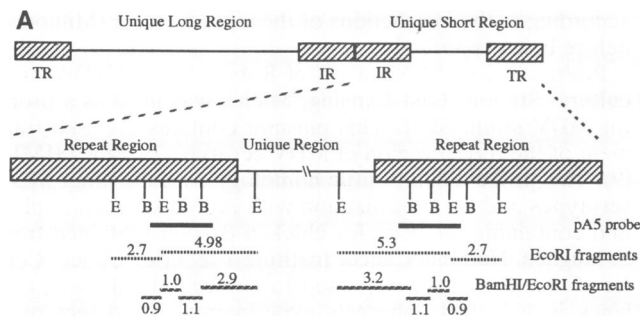 A
Unique Long Region Unique Short Region
TR IR IR TR
Repeat Region Unique Region Repeat Region
E B E B B E E B B E B E
pA5 probe
2.7 4.98 5.3 2.7 EcoRI fragments
1.0 2.9 3.2 1.0 BamHI/EcoRI fragments
0.9 1.1 1.1 0.9